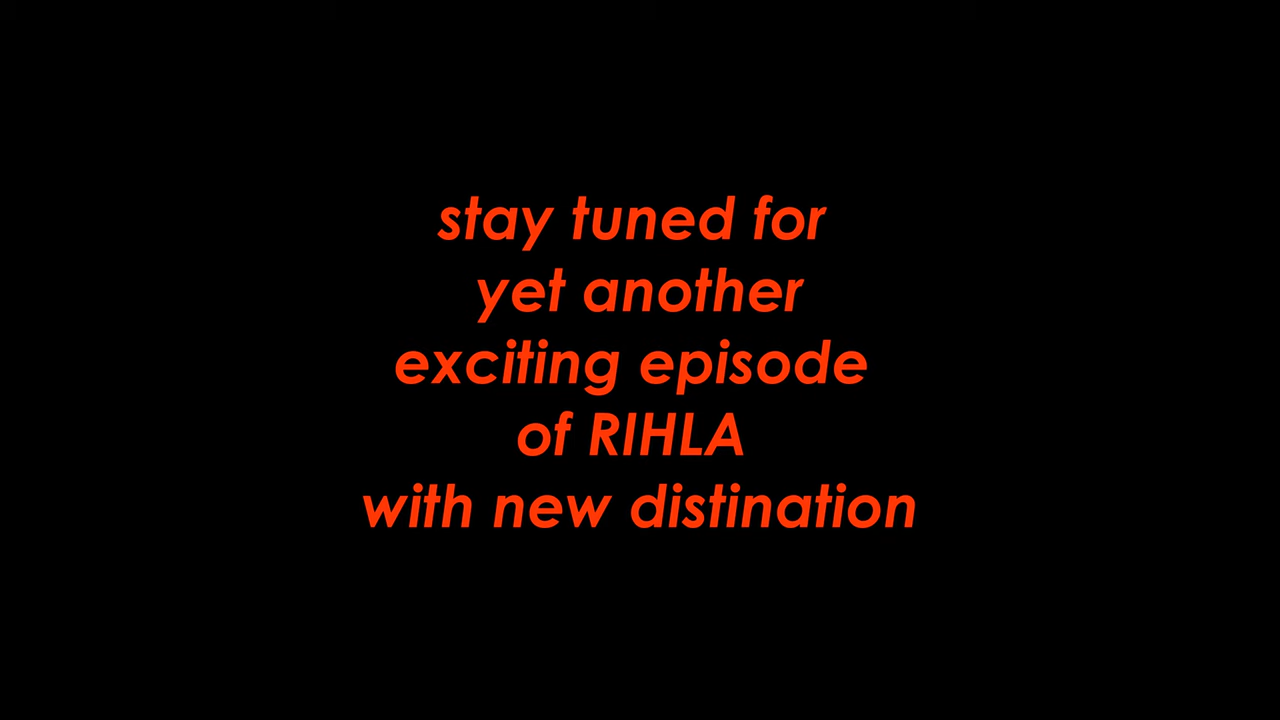 stay tuned for
yet another
exciting episode
of RIHLA
with new distination